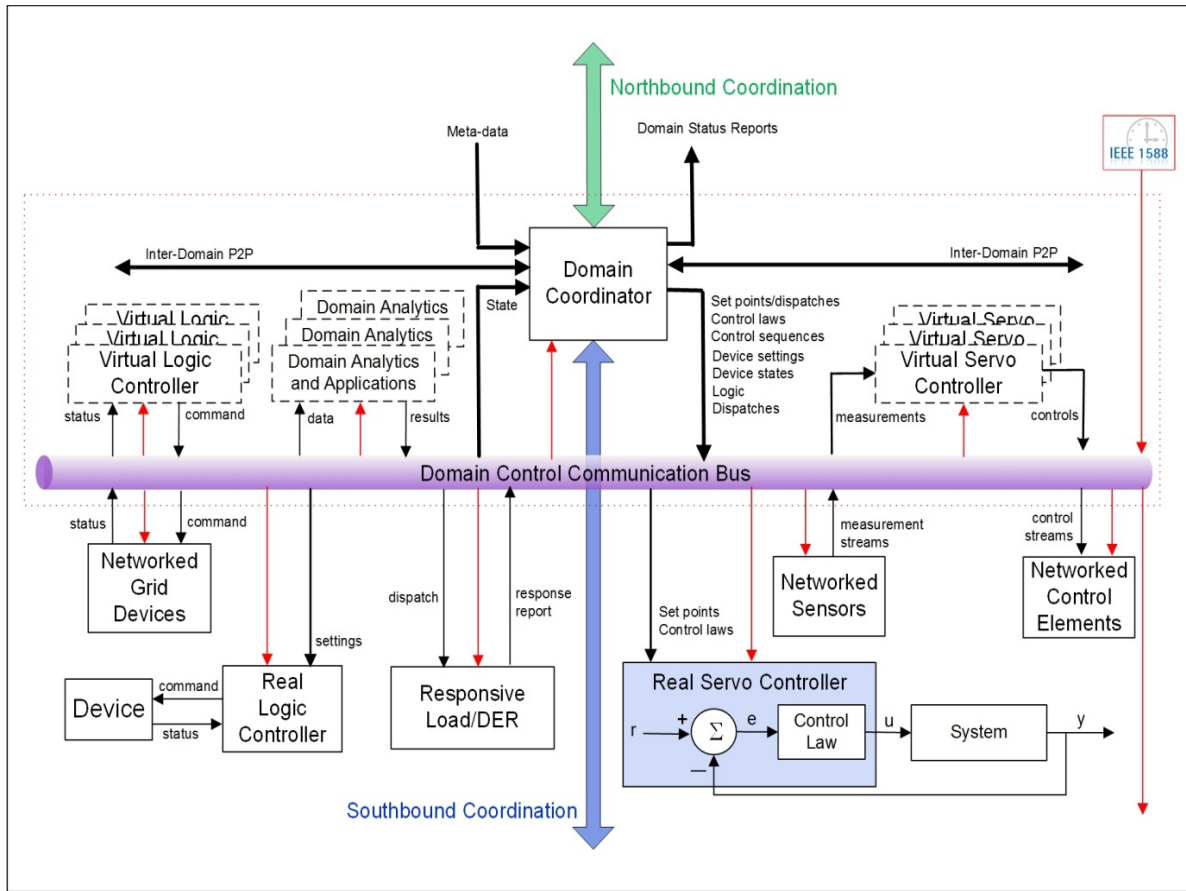 Northbound Coordination
Meta-data
Domain Status Reports
IEEE 1588
Inter-Domain P2P
Inter-Domain P2P
Domain
Coordinator
State
Set points/dispatches
Control laws
Control sequences
Device settings
Device states
Logic
Dispatches
Virtual Logic
Virtual Logic
Virtual Logic
Controller
Domain Analytics
Domain Analytics
Domain Analytics
and Applications
Virtual Servo
Virtual Servo
Virtual Servo
Controller
status
command
data
results
measurements
controls
Domain Control Communication Bus
status
command
Networked
Grid
Devices
dispatch
response
report
measurement
streams
Networked
Sensors
control
streams
Networked
Control
Elements
settings
Set points
Control laws
Device
command
status
Real
Logic
Controller
Responsive
Load/DER
Real Servo Controller
r
+
Σ
—
e
Control
Law
u
System
y
Southbound Coordination